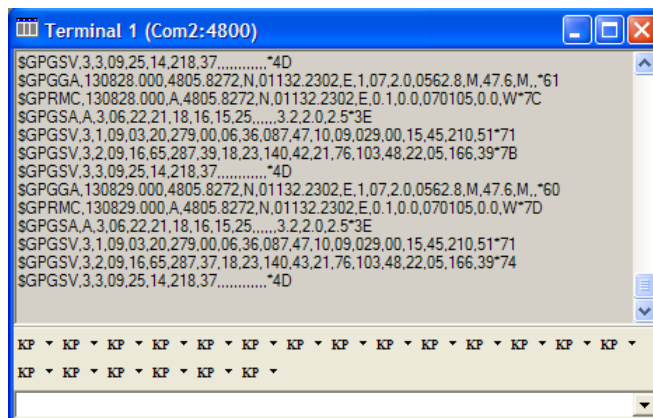 Terminal 1 (Com2:4800)
$GPGSV,3,3,09,25,14,218,37,,,,,,,,,,,,*4D
$GPGGA,130828.000,4805.8272,N,01132.2302,E,1,07,2.0,0562.8,M,47.6,M,,*61
$GPRMC,130828.000,A,4805.8272,N,01132.2302,E,0.1,0.0,070105,0.0,W*7C
$GPGSA,A,3,06,22,21,18,16,15,25,,,,,,3.2,2.0,2.5*3E
$GPGSV,3,1,09,03,20,279,00,06,36,087,47,10,09,029,00,15,45,210,51*71
$GPGSV,3,2,09,16,65,287,39,18,23,140,42,21,76,103,48,22,05,166,39*7B
$GPGSV,3,3,09,25,14,218,37,,,,,,,,,,,,*4D
$GPGGA,130829.000,4805.8272,N,01132.2302,E,1,07,2.0,0562.8,M,47.6,M,,*60
$GPRMC,130829.000,A,4805.8272,N,01132.2302,E,0.1,0.0,070105,0.0,W*7D
$GPGSA,A,3,06,22,21,18,16,15,25,,,,,,3.2,2.0,2.5*3E
$GPGSV,3,1,09,03,20,279,00,06,36,087,47,10,09,029,00,15,45,210,51*71
$GPGSV,3,2,09,16,65,287,37,18,23,140,43,21,76,103,48,22,05,166,39*74
$GPGSV,3,3,09,25,14,218,37,,,,,,,,,,,,*4D
KP KP KP KP KP KP KP KP KP KP KP KP KP KP
KP KP KP KP KP KP